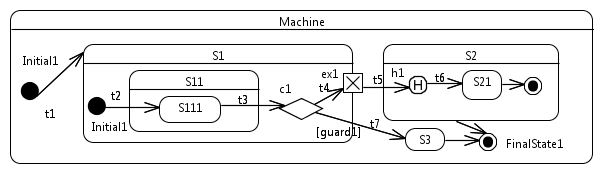 Machine
S1
S2
Initial1
ex1
h1
t6
t5
S11
c1
t4
S21
t2
S111
t3
H
t1
Initial1
[guard1]
t7
S3
FinalState1